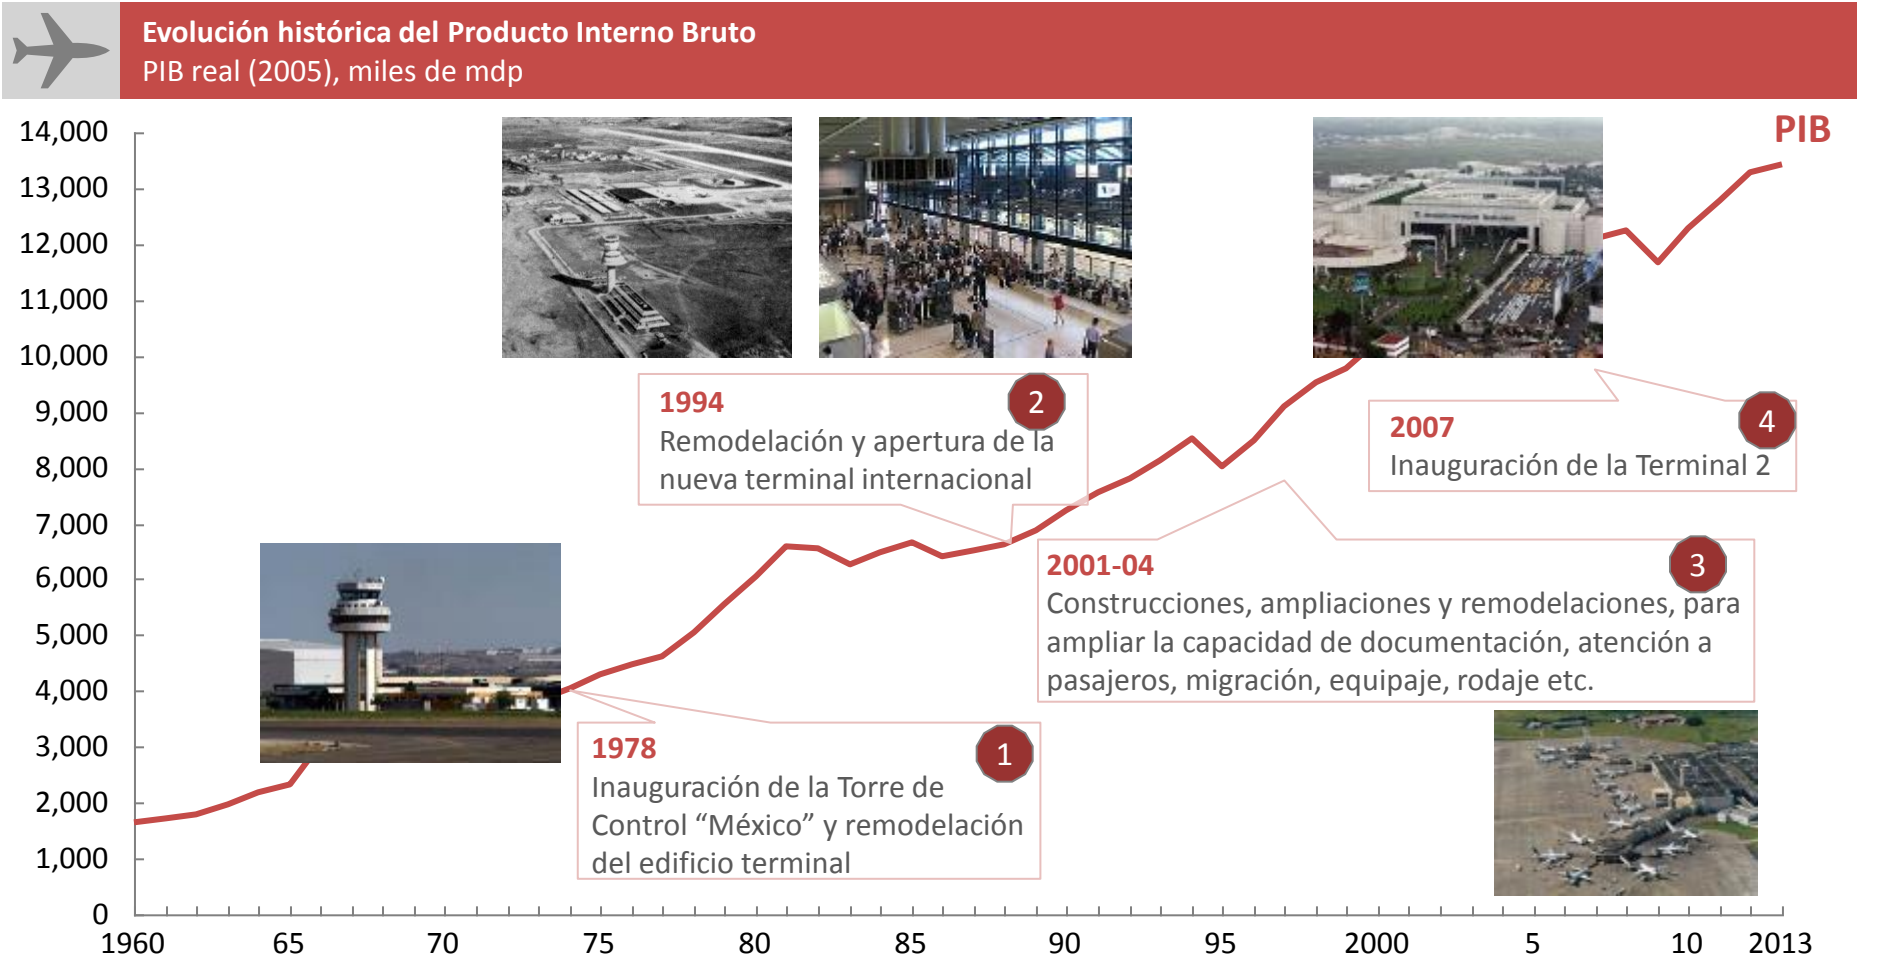 Evolución histórica del Producto Interno Bruto
PIB real (2005), miles de mdp
PIB
14,000
13,000
12,000
11,000
10,000
9,000
8,000
7,000
6,000
5,000
4,000
3,000
2,000
1,000
0
1994
2
Remodelación y apertura de la
nueva terminal internacional
2007
4
Inauguración de la Terminal 2
2001-04
3
Construcciones, ampliaciones y remodelaciones, para
ampliar la capacidad de documentación, atención a
pasajeros, migración, equipaje, rodaje etc.
1978
1
Inauguración de la Torre de
Control “México” y remodelación
del edificio terminal
1960 65 70 75 80 85 90 95 2000 5 10 2013